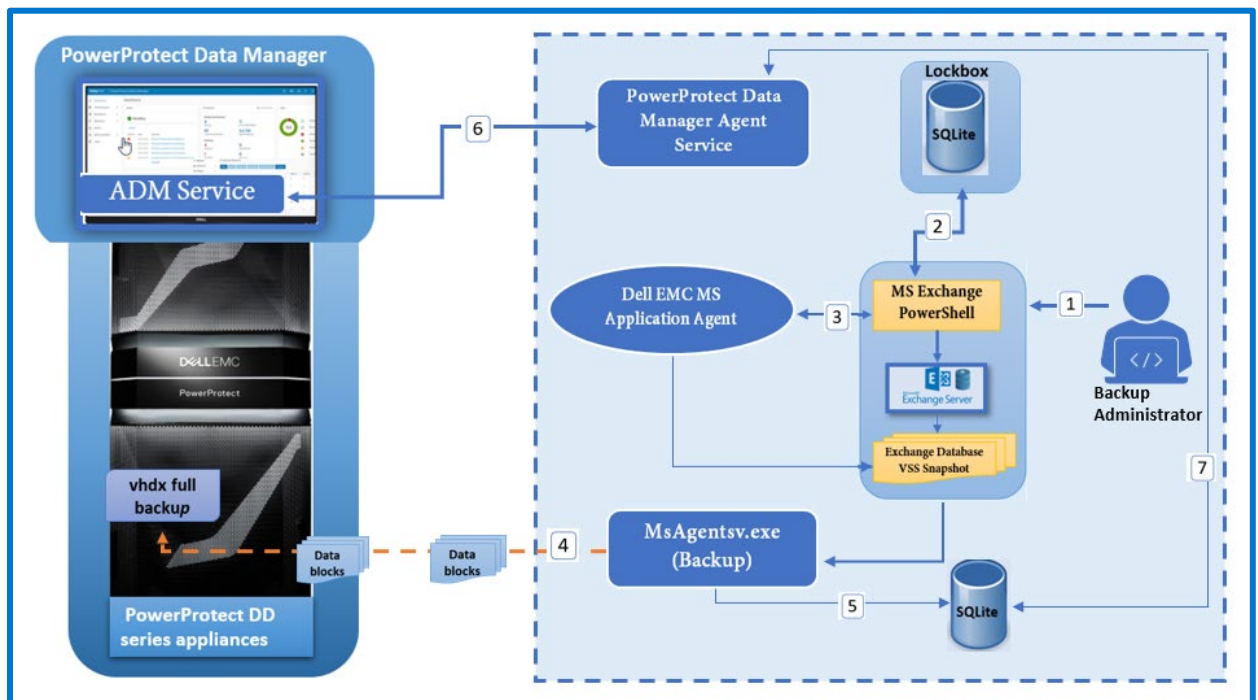 PowerProtect Data Manager
ADM Service
DELL
DELLEMC
PowerProtect
vhdx full
backup
Data
blocks
Data
blocks
PowerProtect DD
series appliances
6
PowerProtect Data
Manager Agent
Service
Lockbox
SQLite
2
Dell EMC MS
Application Agent
3
MS Exchange
PowerShell
1
Microsoft
Exchange Server
Exchange Database
VSS Snapshot
Backup
Administrator
7
4
MsAgentsv.exe
(Backup)
5
SQLite